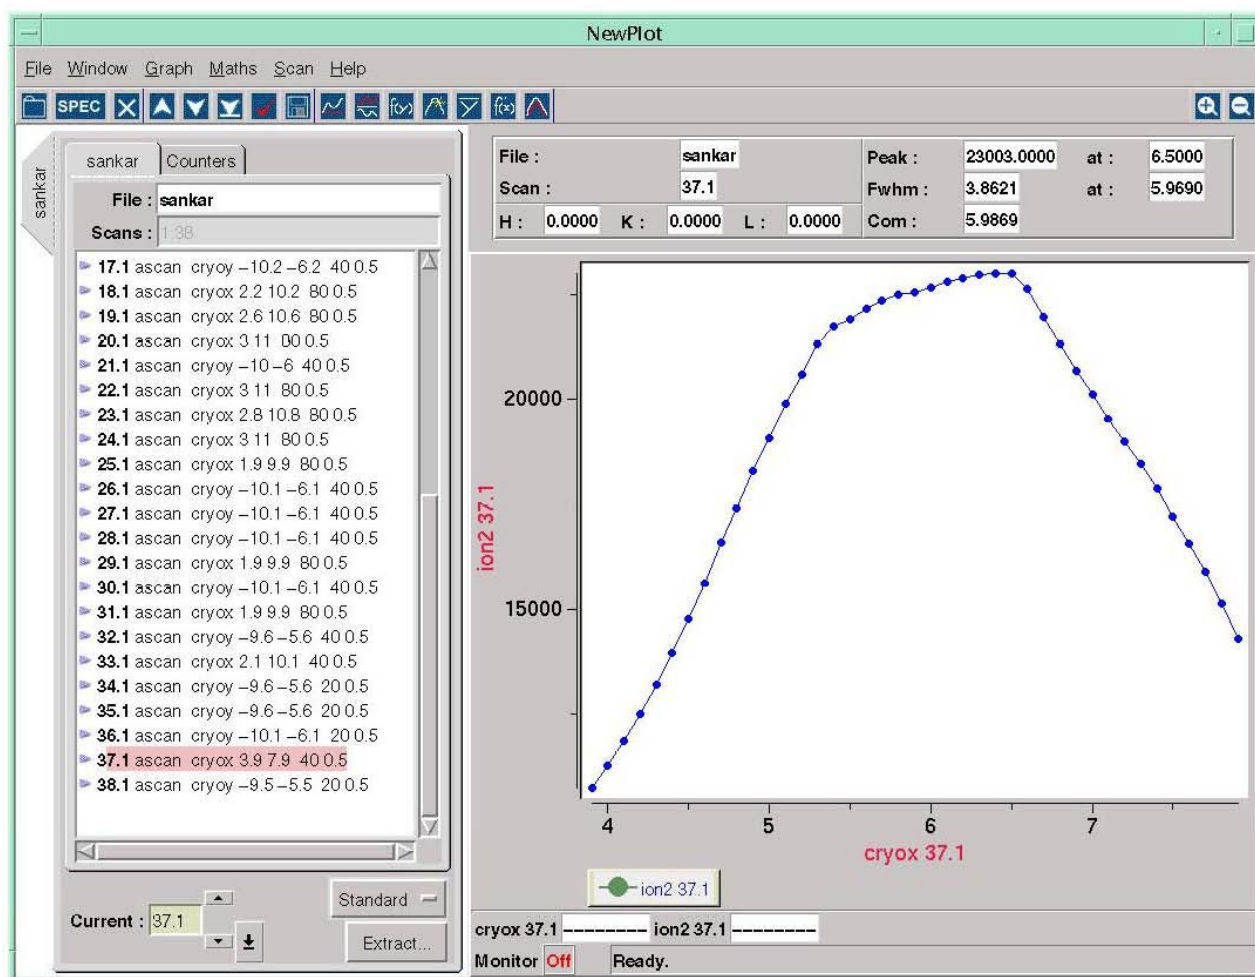 NewPlot
File Window Graph Maths Scan Help
SPEC f(y) f(x)
sankar
sankar Counters
File : sankar
Scans : 1:38
17.1 ascan cryoy −10.2 −6.2 40 0.5
18.1 ascan cryox 2.2 10.2 80 0.5
19.1 ascan cryox 2.6 10.6 80 0.5
20.1 ascan cryox 3 11 80 0.5
21.1 ascan cryoy −10 −6 40 0.5
22.1 ascan cryox 3 11 80 0.5
23.1 ascan cryox 2.8 10.8 80 0.5
24.1 ascan cryox 3 11 80 0.5
25.1 ascan cryox 1.9 9.9 80 0.5
26.1 ascan cryoy −10.1 −6.1 40 0.5
27.1 ascan cryoy −10.1 −6.1 40 0.5
28.1 ascan cryoy −10.1 −6.1 40 0.5
29.1 ascan cryox 1.9 9.9 80 0.5
30.1 ascan cryoy −10.1 −6.1 40 0.5
31.1 ascan cryox 1.9 9.9 80 0.5
32.1 ascan cryoy −9.6 −5.6 40 0.5
33.1 ascan cryox 2.1 10.1 40 0.5
34.1 ascan cryoy −9.6 −5.6 20 0.5
35.1 ascan cryoy −9.6 −5.6 20 0.5
36.1 ascan cryoy −10.1 −6.1 20 0.5
37.1 ascan cryox 3.9 7.9 40 0.5
38.1 ascan cryoy −9.5 −5.5 20 0.5
Current : 37.1
Standard
Extract...
File : sankar
Scan : 37.1
H : 0.0000 K : 0.0000 L : 0.0000
Peak : 23003.0000 at : 6.5000
Fwhm : 3.8621 at : 5.9690
Com : 5.9869
20000
15000
ion2 37.1
4 5 6 7
cryox 37.1
ion2 37.1
cryox 37.1 −−−−−−−− ion2 37.1 −−−−−−−−
Monitor Off Ready.